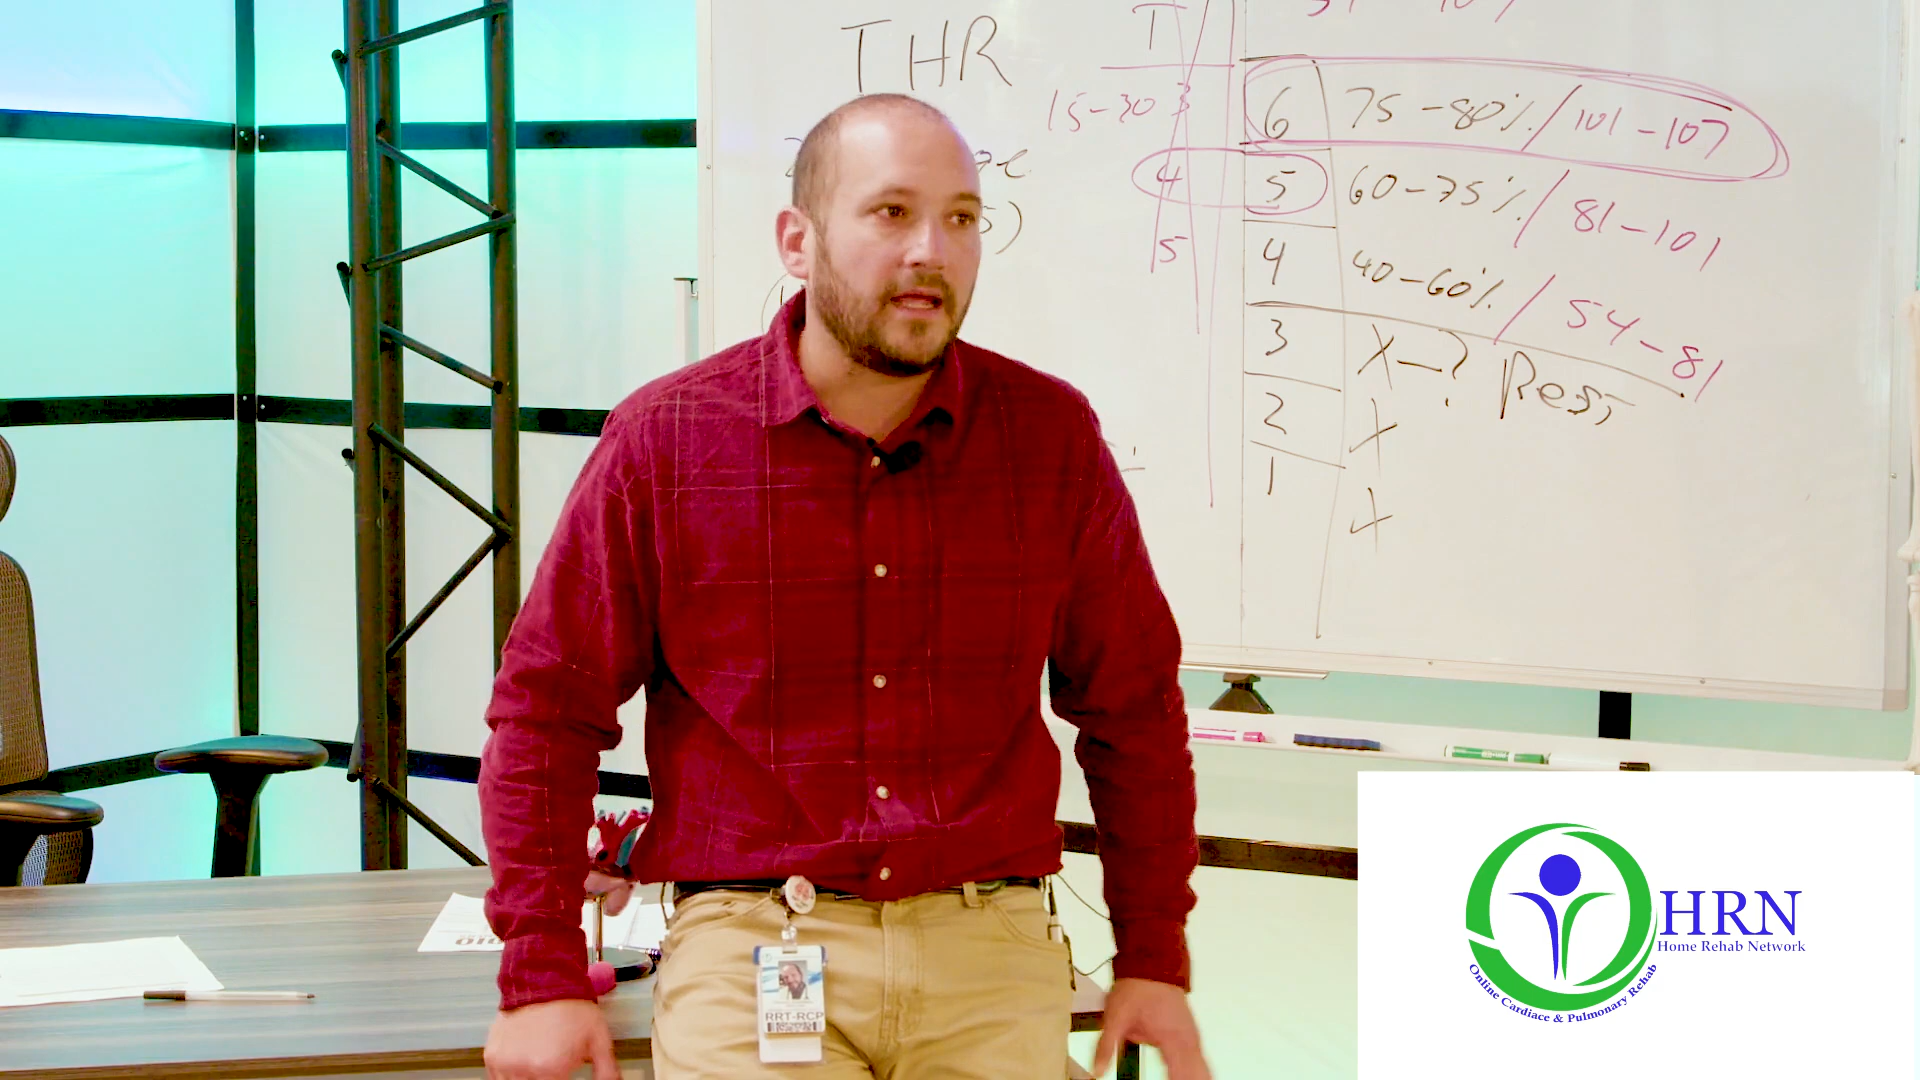 THR
T
15-30 3
6 75-80% / 101-107
4 5 60-75% / 81-101
5 4 40-60% / 54-81
3 X-? Rest
2 X
1 X
RRT-RCP
HRN
Home Rehab Network
Online Cardiace & Pulmonary Rehab